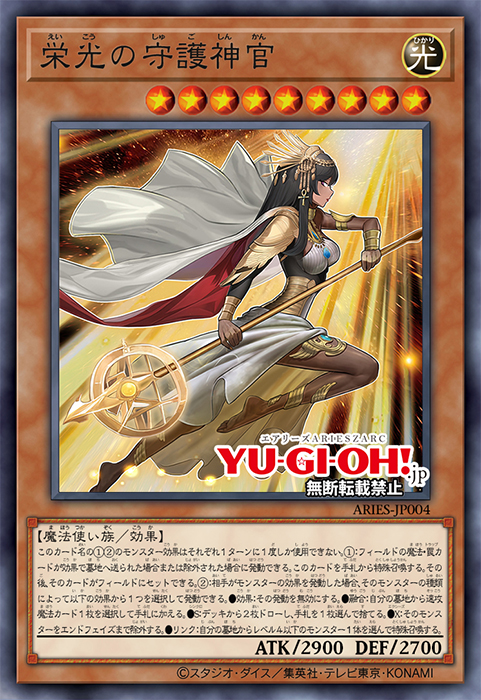 栄光の守護神官
光
エアリーズARIESZARC
YU-GI-OH!.jp
無断転載禁止
ARIES-JP004
【魔法使い族/効果】
このカード名の①②のモンスター効果はそれぞれ1ターンに1度しか使用できない。①:フィールドの魔法・罠カ
ードが効果で墓地へ送られた場合または除外された場合に発動できる。このカードを手札から特殊召喚する。その
後、そのカードがフィールドにセットできる。②:相手がモンスターの効果を発動した場合、そのモンスターの種類
によって以下の効果から1つを選択して発動できる。●効果:その発動を無効にする。●融合:自分の墓地から速攻
魔法カード1枚を選択して手札に加える。●S:デッキから2枚ドローし、手札を1枚選んで捨てる。●X:そのモンス
ターをエンドフェイズまで除外する。●リンク:自分の墓地からレベル4以下のモンスター1体を選んで特殊召喚する。
ATK/2900 DEF/2700
©スタジオ・ダイス/集英社・テレビ東京・KONAMI